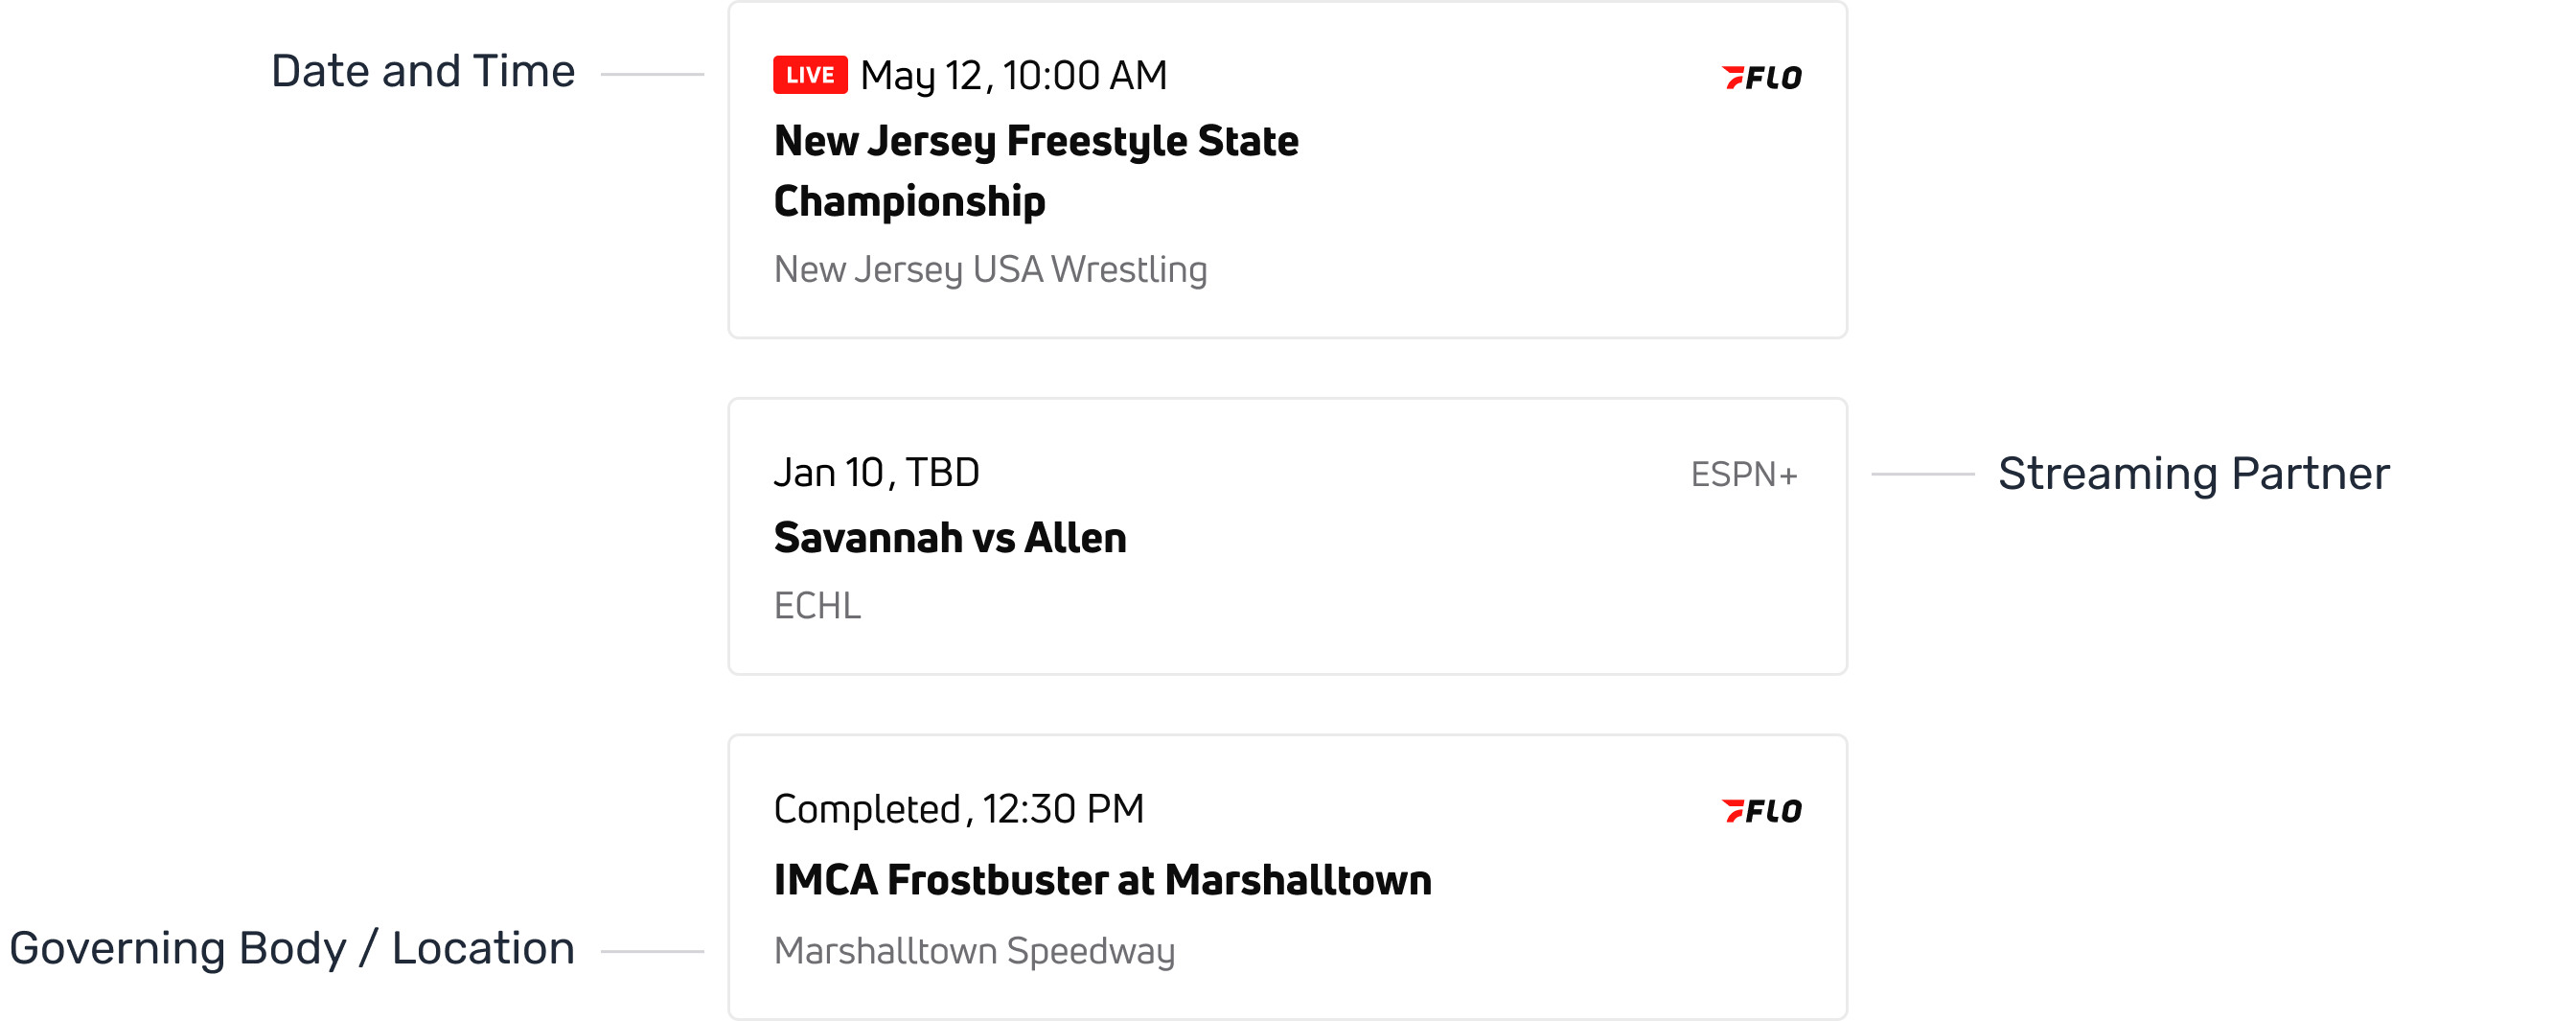 Date and Time
LIVE May 12, 10:00 AM
FLO
New Jersey Freestyle State
Championship
New Jersey USA Wrestling
Jan 10, TBD
ESPN+
Streaming Partner
Savannah vs Allen
ECHL
Completed, 12:30 PM
FLO
IMCA Frostbuster at Marshalltown
Governing Body / Location
Marshalltown Speedway